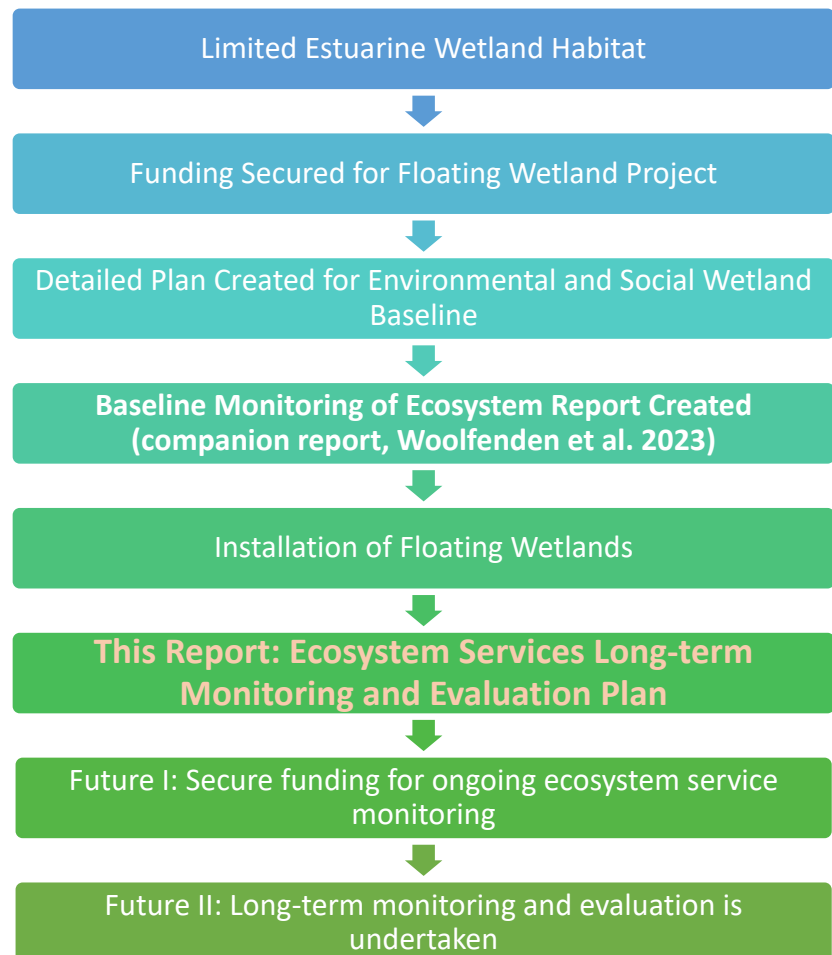 Limited Estuarine Wetland Habitat
Funding Secured for Floating Wetland Project
Detailed Plan Created for Environmental and Social Wetland
Baseline
Baseline Monitoring of Ecosystem Report Created
(companion report, Woolfenden et al. 2023)
Installation of Floating Wetlands
This Report: Ecosystem Services Long-term
Monitoring and Evaluation Plan
Future I: Secure funding for ongoing ecosystem service
monitoring
Future II: Long-term monitoring and evaluation is
undertaken